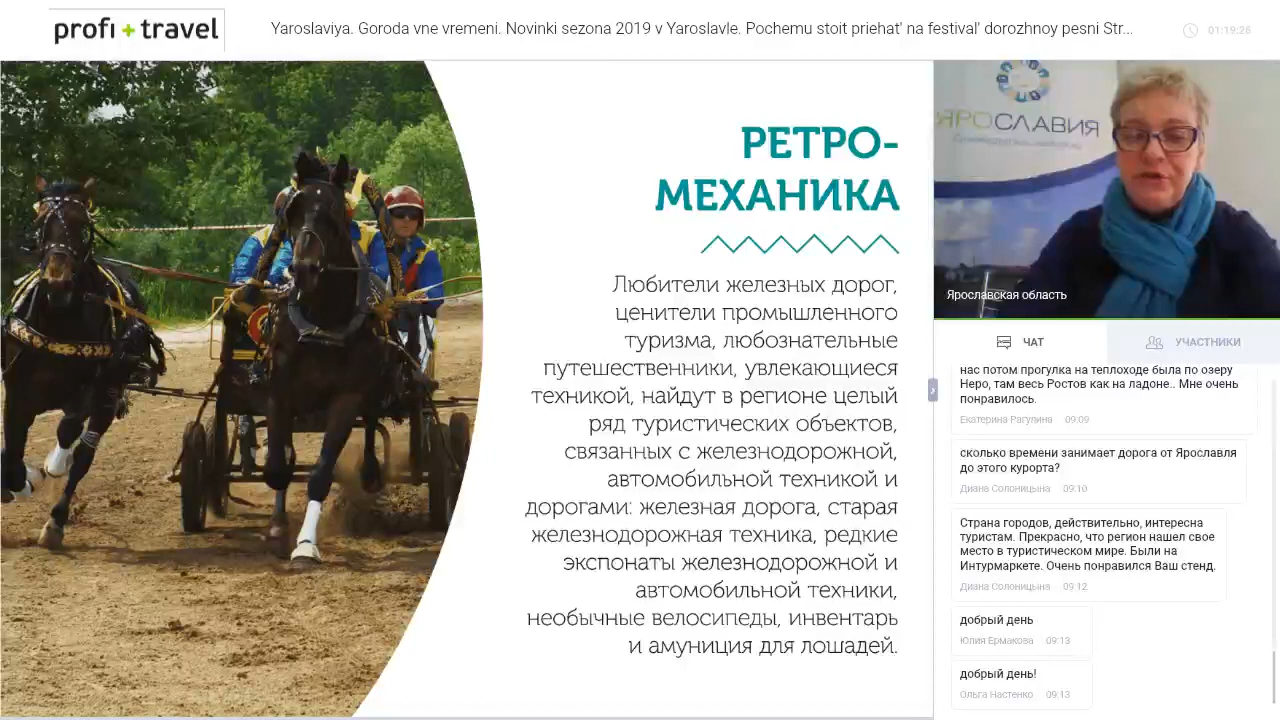 profi + travel
Yaroslaviya. Goroda vne vremeni. Novinki sezona 2019 v Yaroslavle. Pochemu stoit priehat' na festival' dorozhnoy pesni Str...
01:19:28
РЕТРО-
МЕХАНИКА
Любители железных дорог,
ценители промышленного
туризма, любознательные
путешественники, увлекающиеся
техникой, найдут в регионе целый
ряд туристических объектов,
связанных с железнодорожной,
автомобильной техникой и
дорогами: железная дорога, старая
железнодорожная техника, редкие
экспонаты железнодорожной и
автомобильной техники,
необычные велосипеды, инвентарь
и амуниция для лошадей.
ЯРОСЛАВИЯ
Ярославская область
ЧАТ
УЧАСТНИКИ
нас потом прогулка на теплоходе была по озеру
Неро, там весь Ростов как на ладоне.. Мне очень
понравилось.
Екатерина Рагулина 09:09
сколько времени занимает дорога от Ярославля
до этого курорта?
Диана Солоницына 09:10
Страна городов, действительно, интересна
туристам. Прекрасно, что регион нашел свое
место в туристическом мире. Были на
Интурмаркете. Очень понравился Ваш стенд.
Диана Солоницына 09:12
добрый день
Юлия Ермакова 09:13
добрый день!
Ольга Настенко 09:13